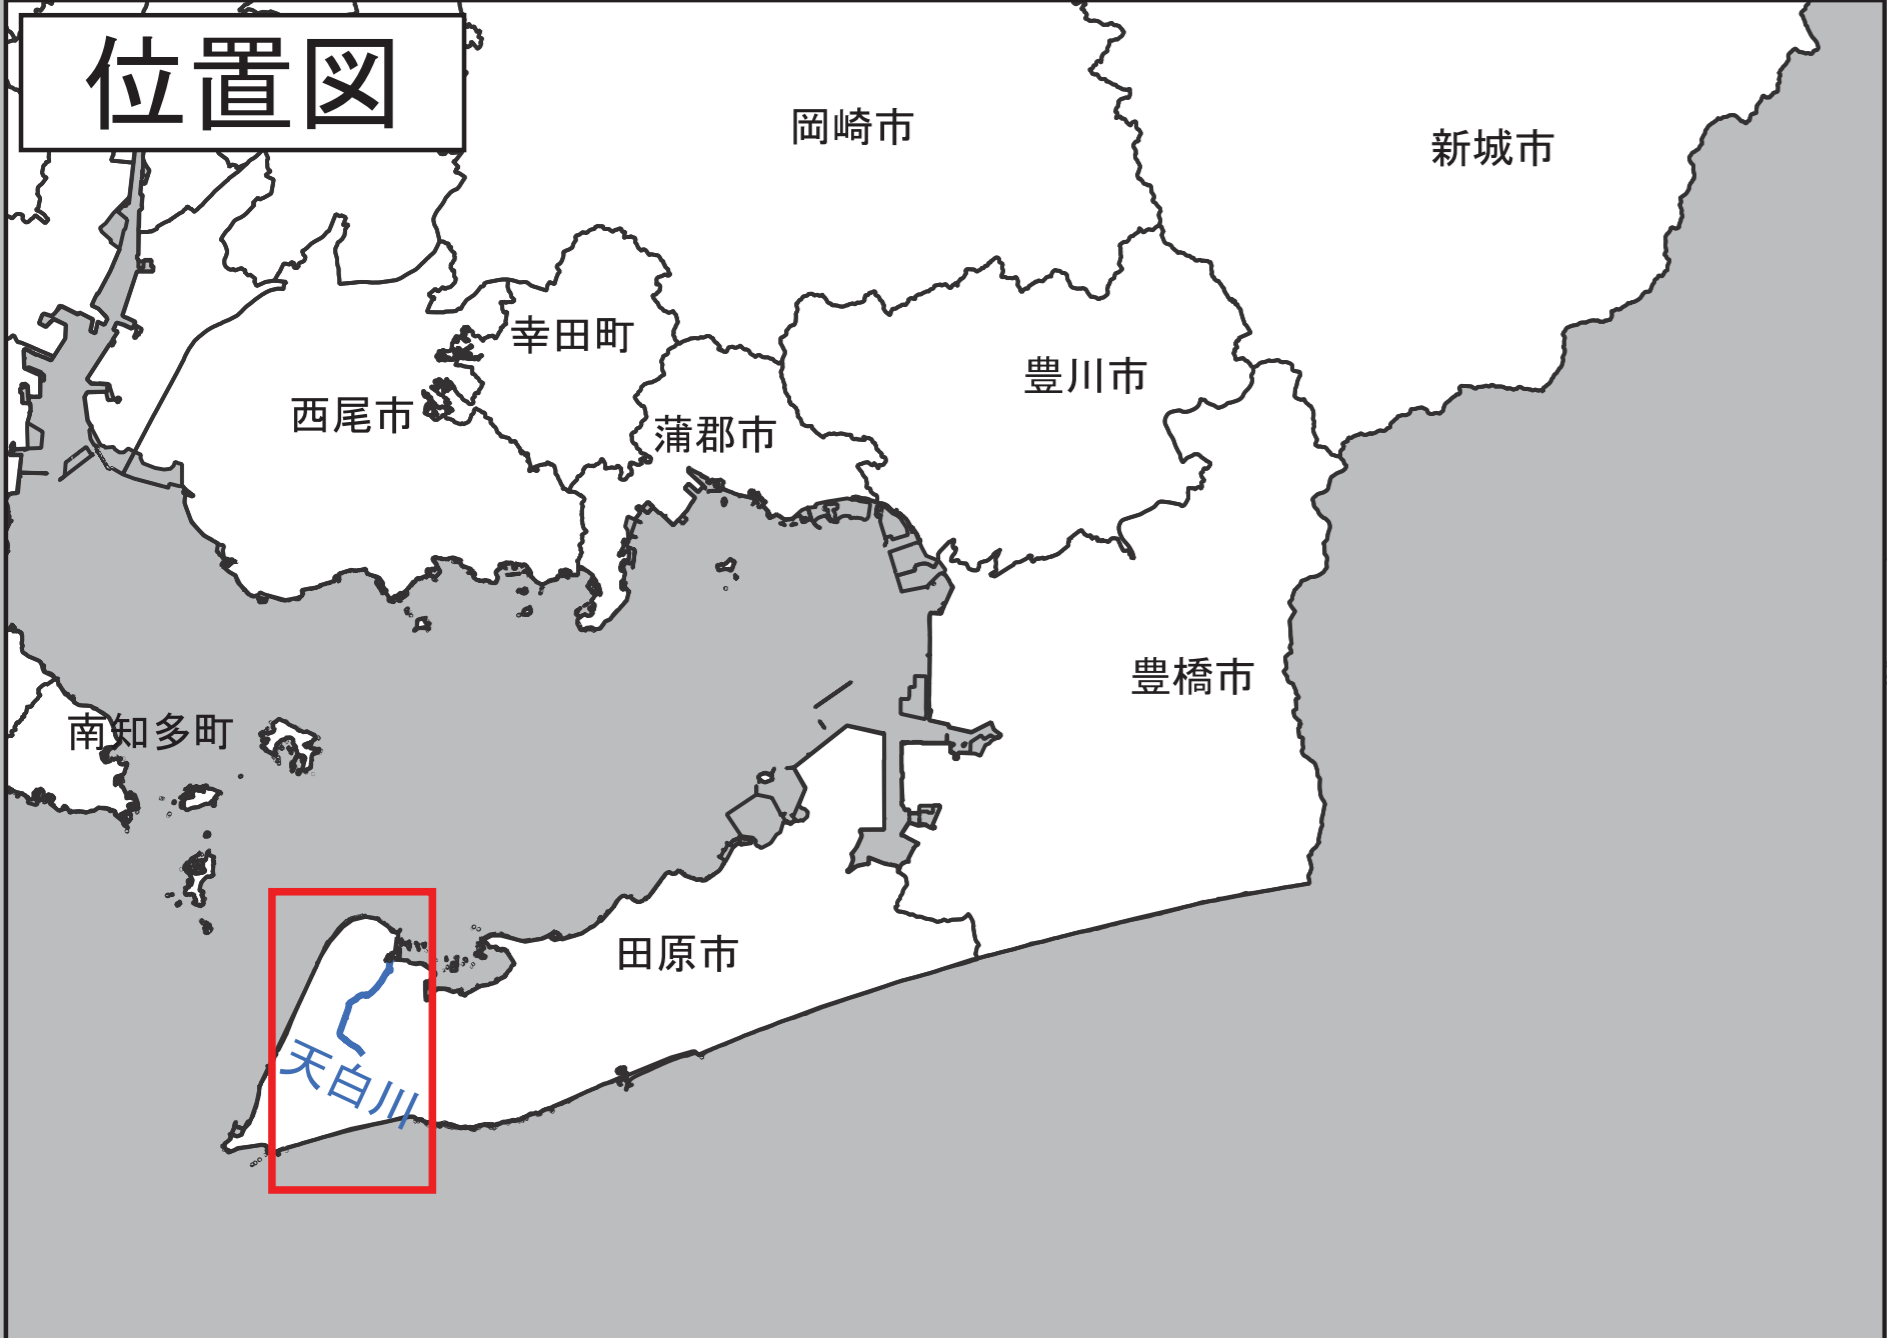 位置図
岡崎市
新城市
幸田町
豊川市
西尾市
蒲郡市
豊橋市
南知多町
田原市
天白川